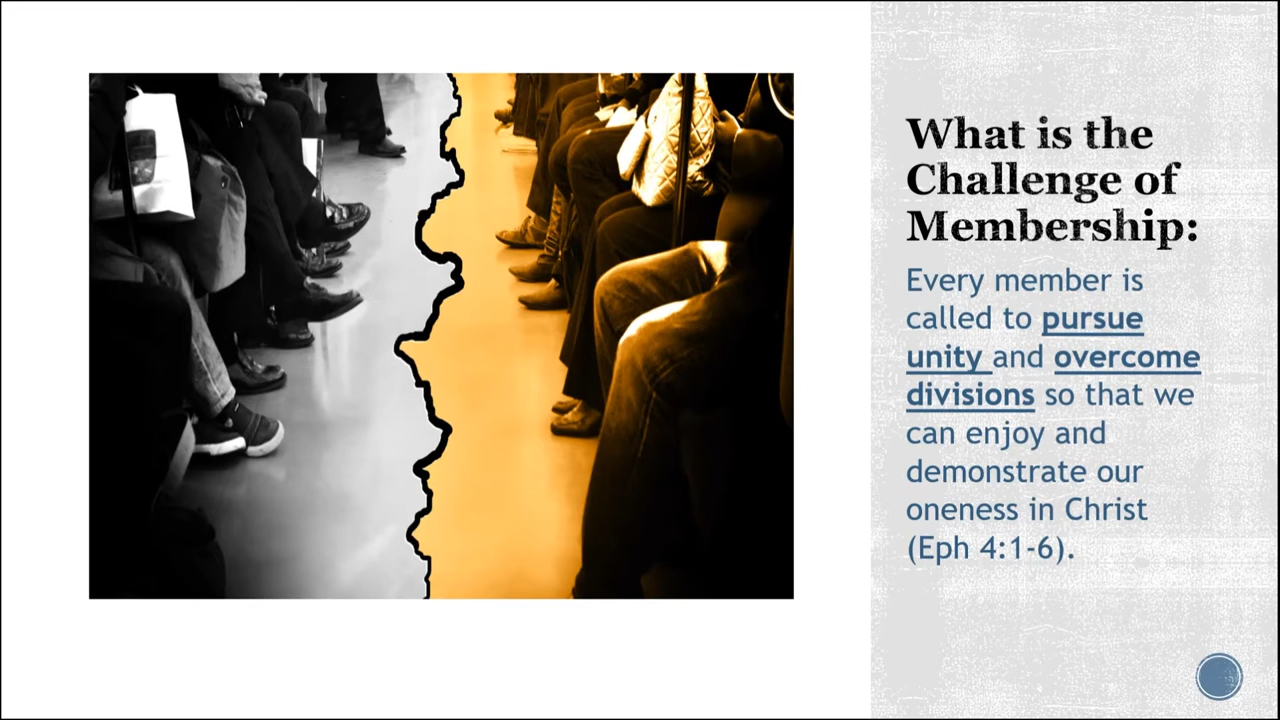 What is the
Challenge of
Membership:
Every member is
called to pursue
unity and overcome
divisions so that we
can enjoy and
demonstrate our
oneness in Christ
(Eph 4:1-6).